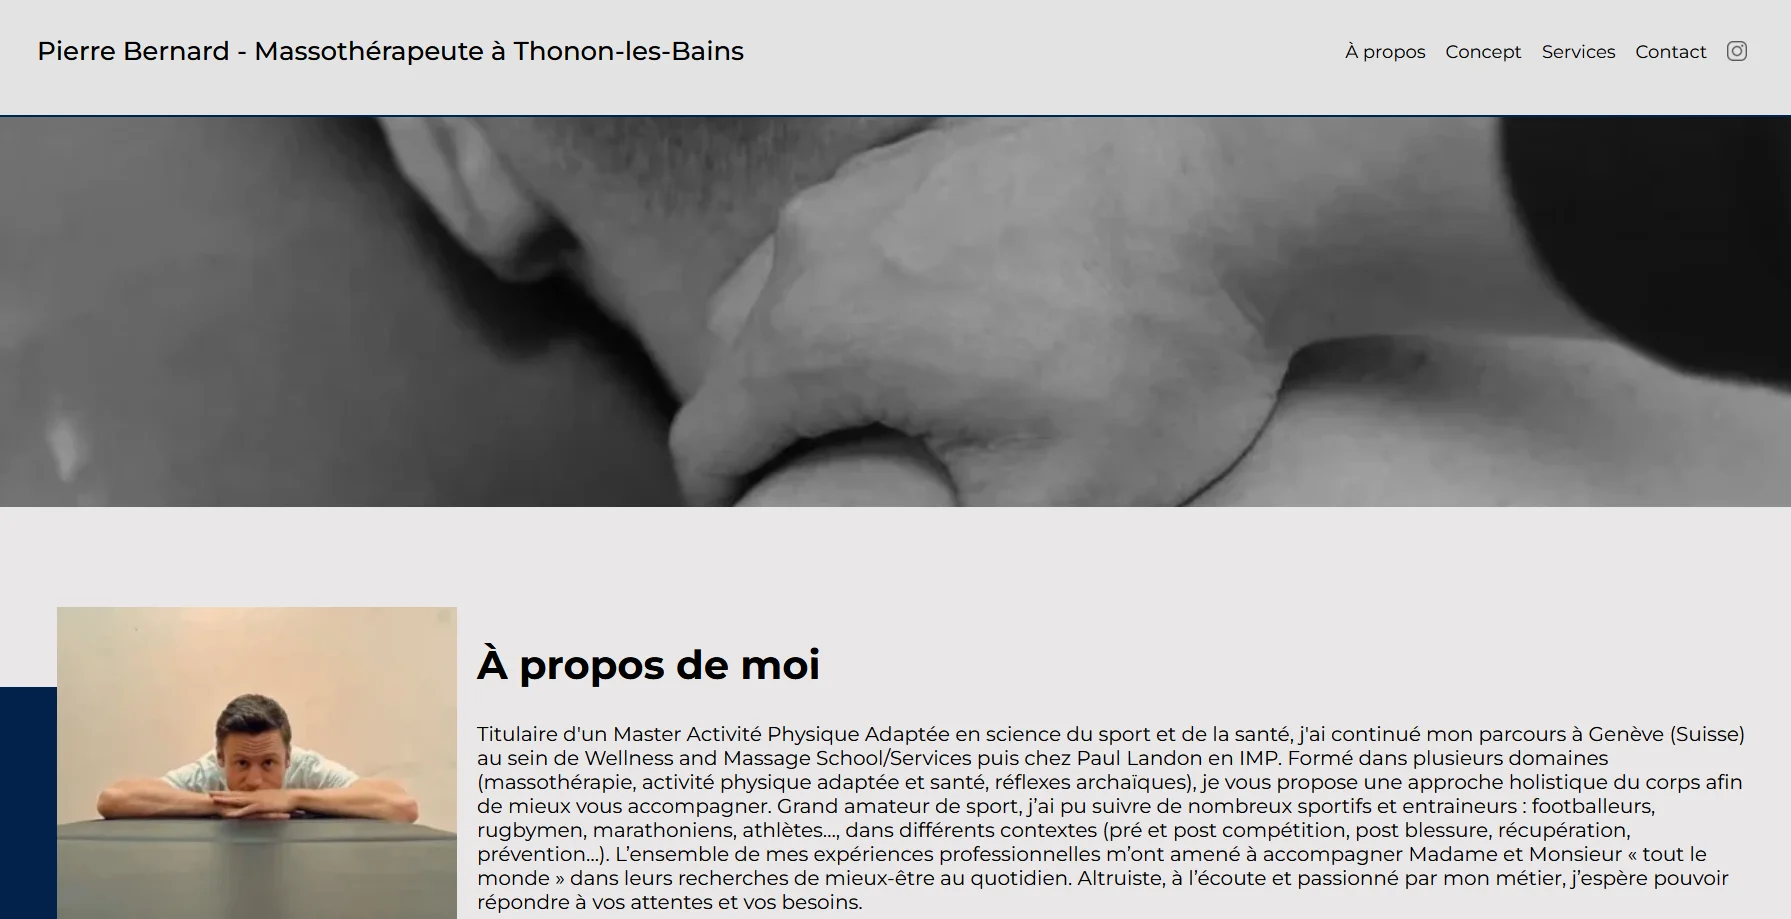 Pierre Bernard - Massothérapeute à Thonon-les-Bains
À propos Concept Services Contact
À propos de moi
Titulaire d'un Master Activité Physique Adaptée en science du sport et de la santé, j'ai continué mon parcours à Genève (Suisse)
au sein de Wellness and Massage School/Services puis chez Paul Landon en IMP. Formé dans plusieurs domaines
(massothérapie, activité physique adaptée et santé, réflexes archaïques), je vous propose une approche holistique du corps afin
de mieux vous accompagner. Grand amateur de sport, j’ai pu suivre de nombreux sportifs et entraineurs : footballeurs,
rugbymen, marathoniens, athlètes…, dans différents contextes (pré et post compétition, post blessure, récupération,
prévention…). L’ensemble de mes expériences professionnelles m’ont amené à accompagner Madame et Monsieur « tout le
monde » dans leurs recherches de mieux-être au quotidien. Altruiste, à l’écoute et passionné par mon métier, j’espère pouvoir
répondre à vos attentes et vos besoins.